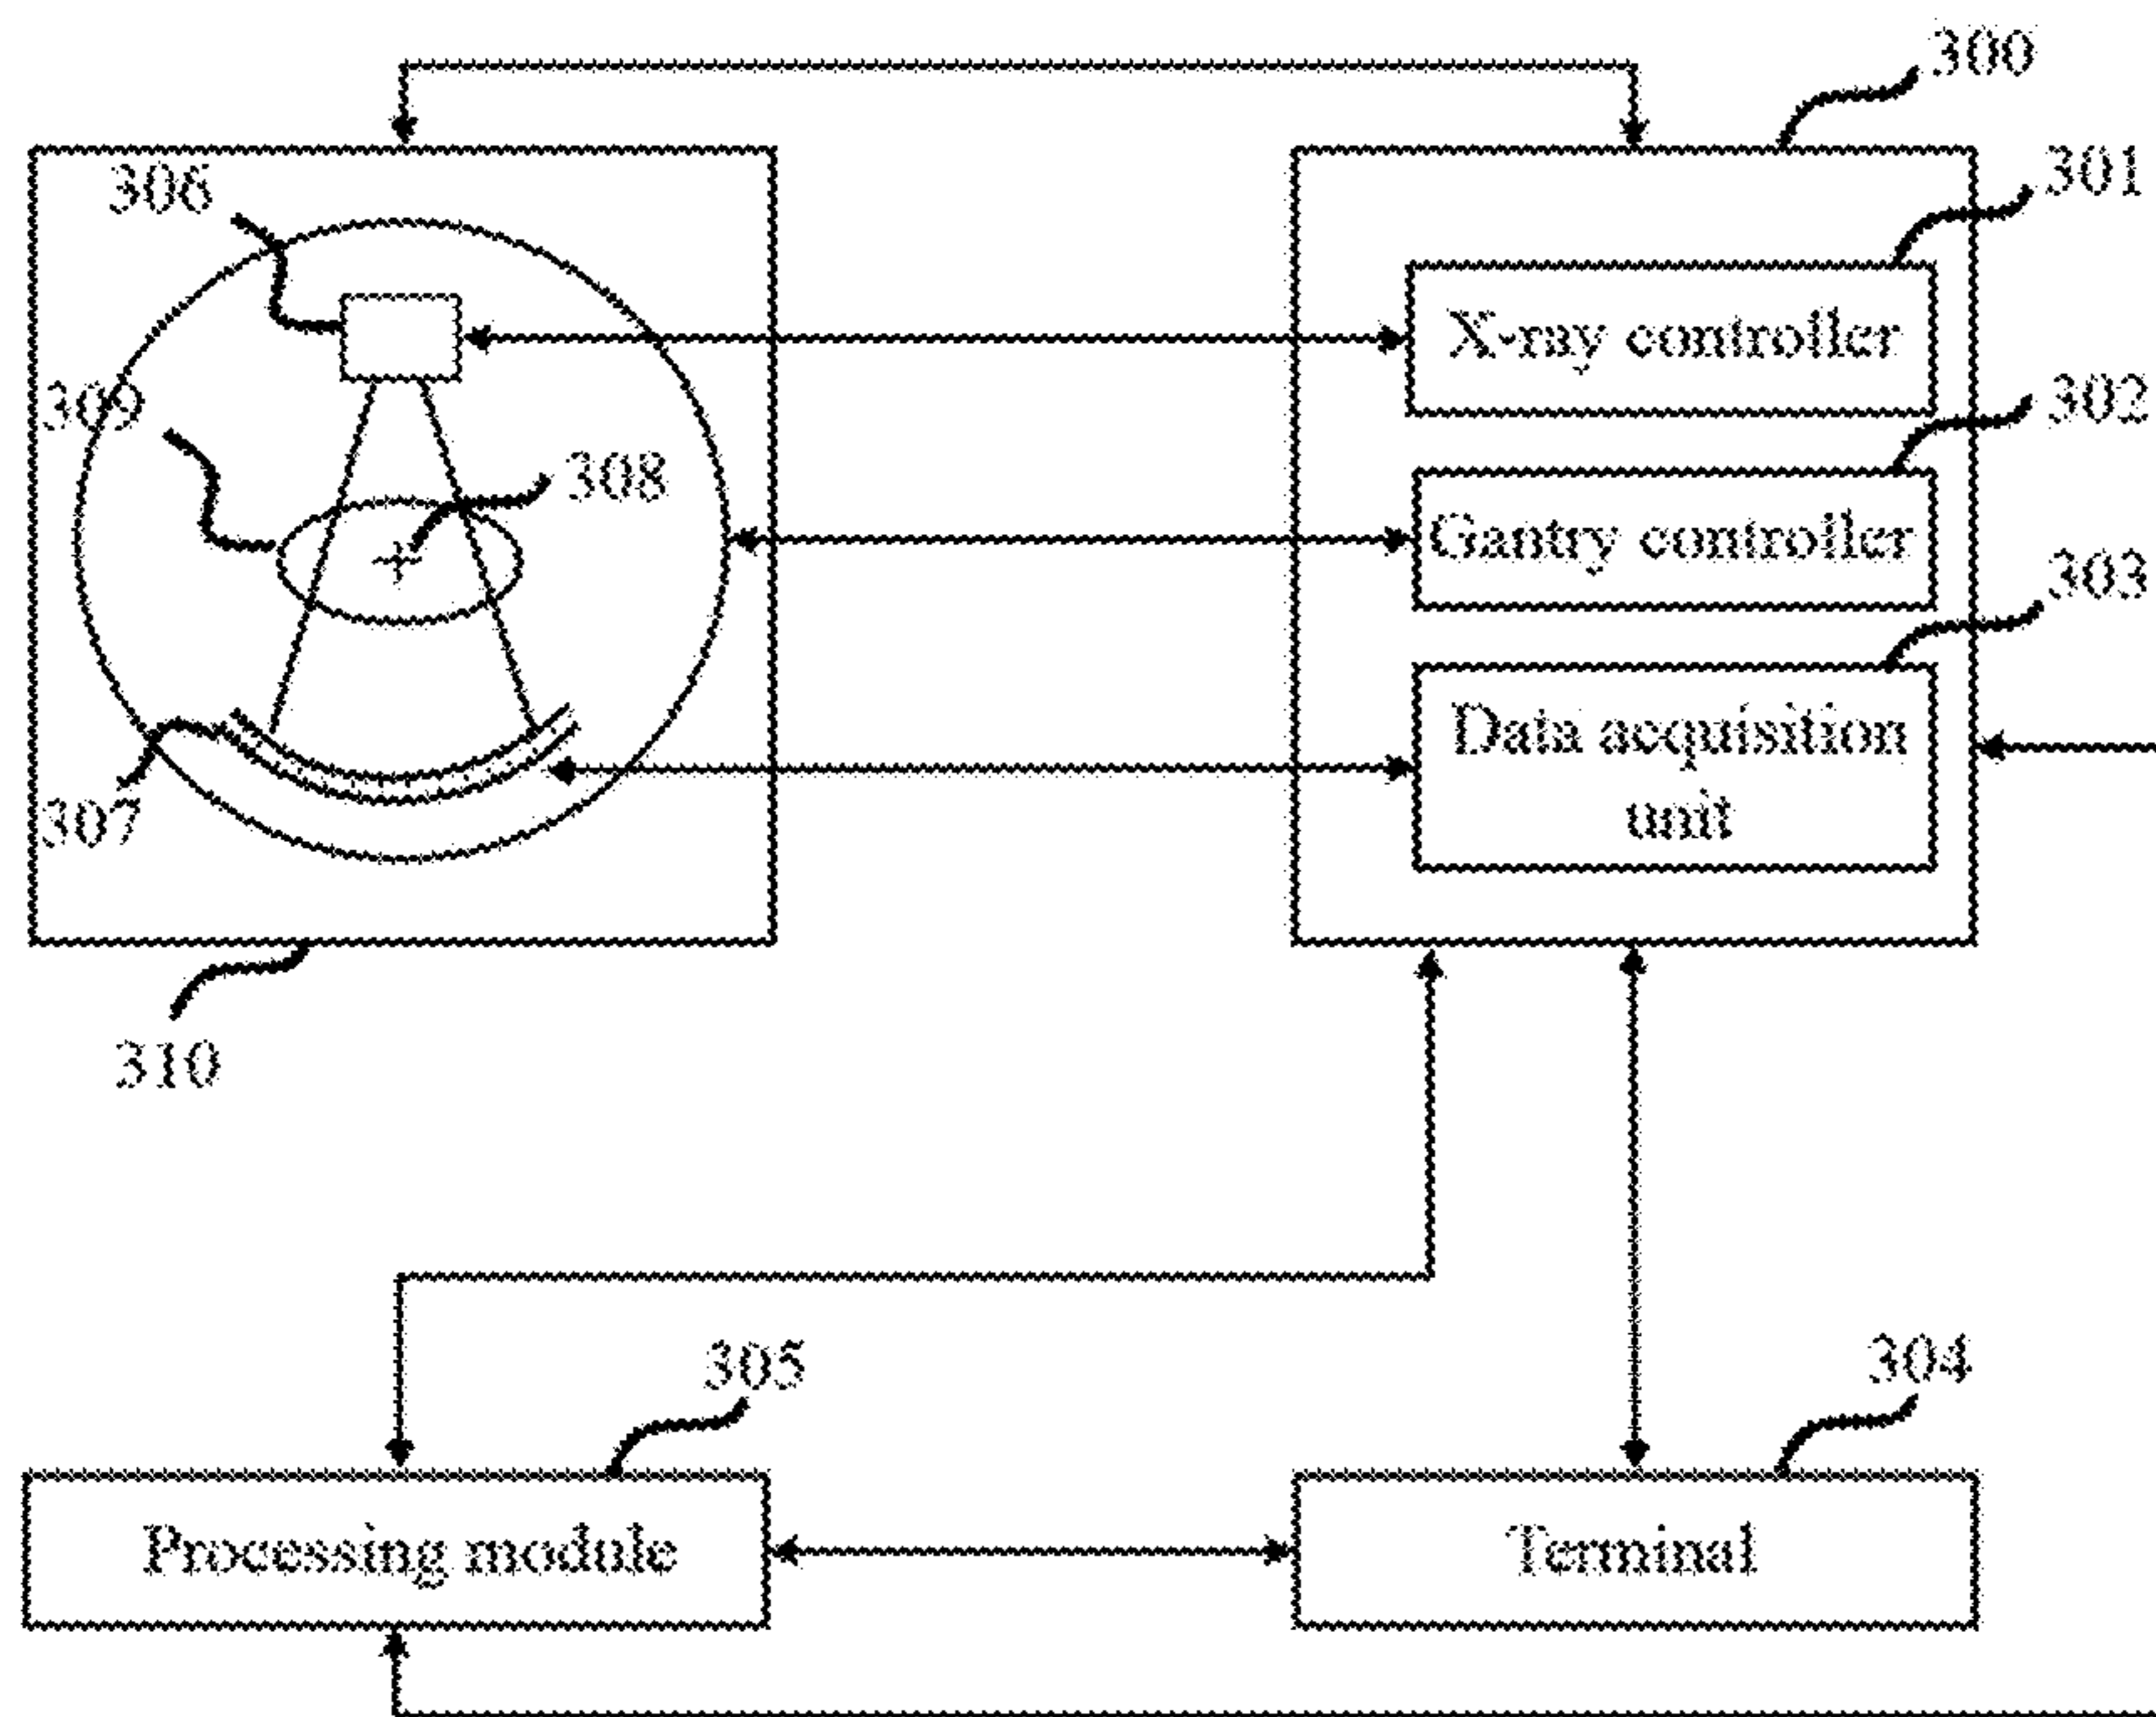 300
306
301
X-ray controller
309
302
308
Gantry controller
303
Data acquisition
unit
307
310
305
304
Processing module
Terminal